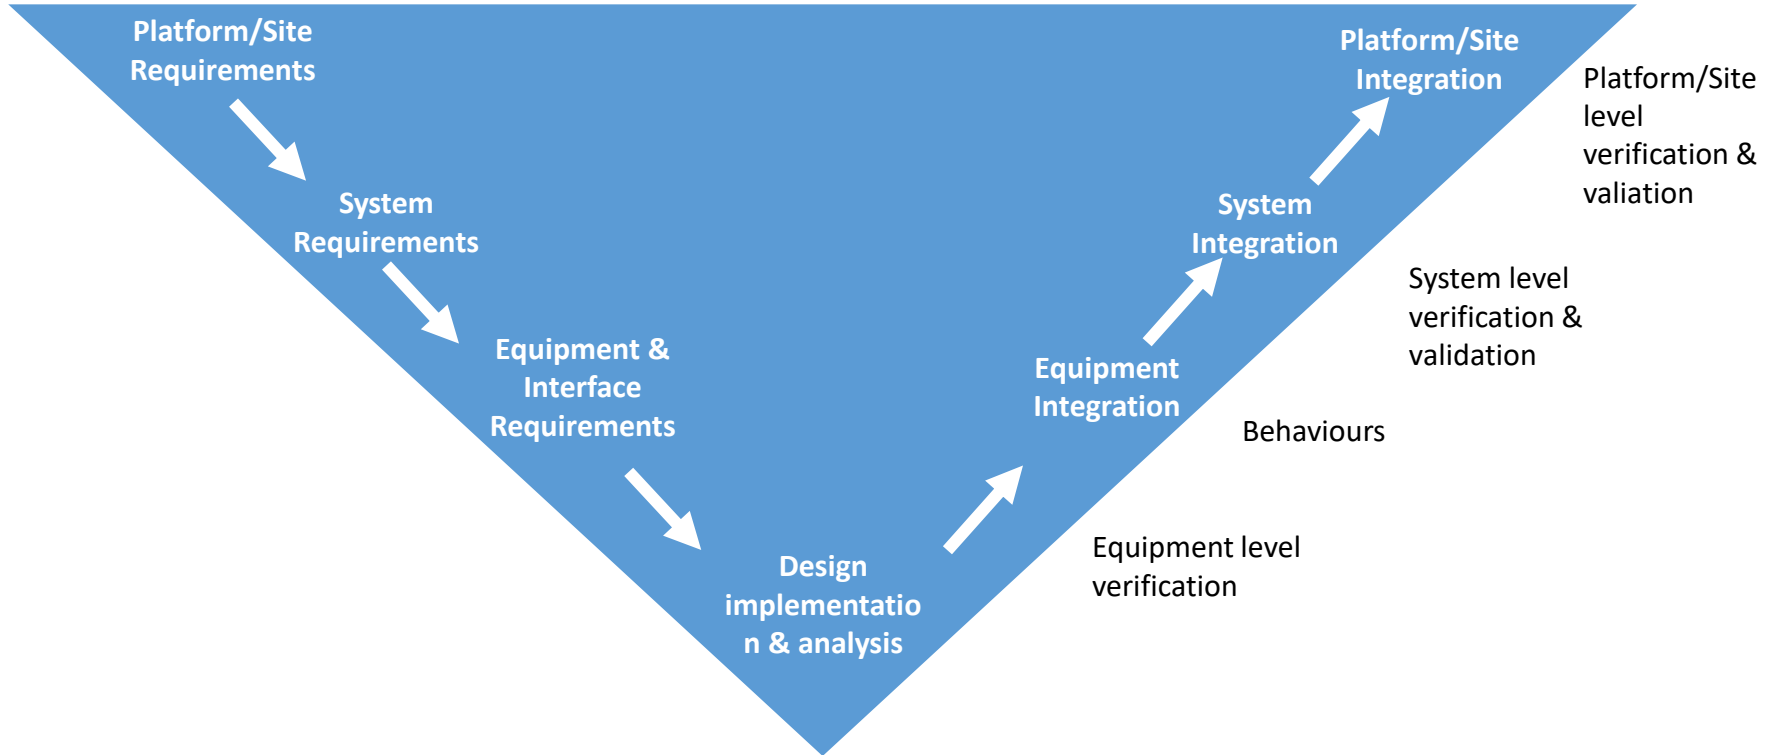 Platform/Site
Requirements
System
Requirements
Equipment &
Interface
Requirements
Design
implementatio
n & analysis
Equipment
Integration
System
Integration
Platform/Site
Integration
Platform/Site
level
verification &
valiation
System level
verification &
validation
Behaviours
Equipment level
verification